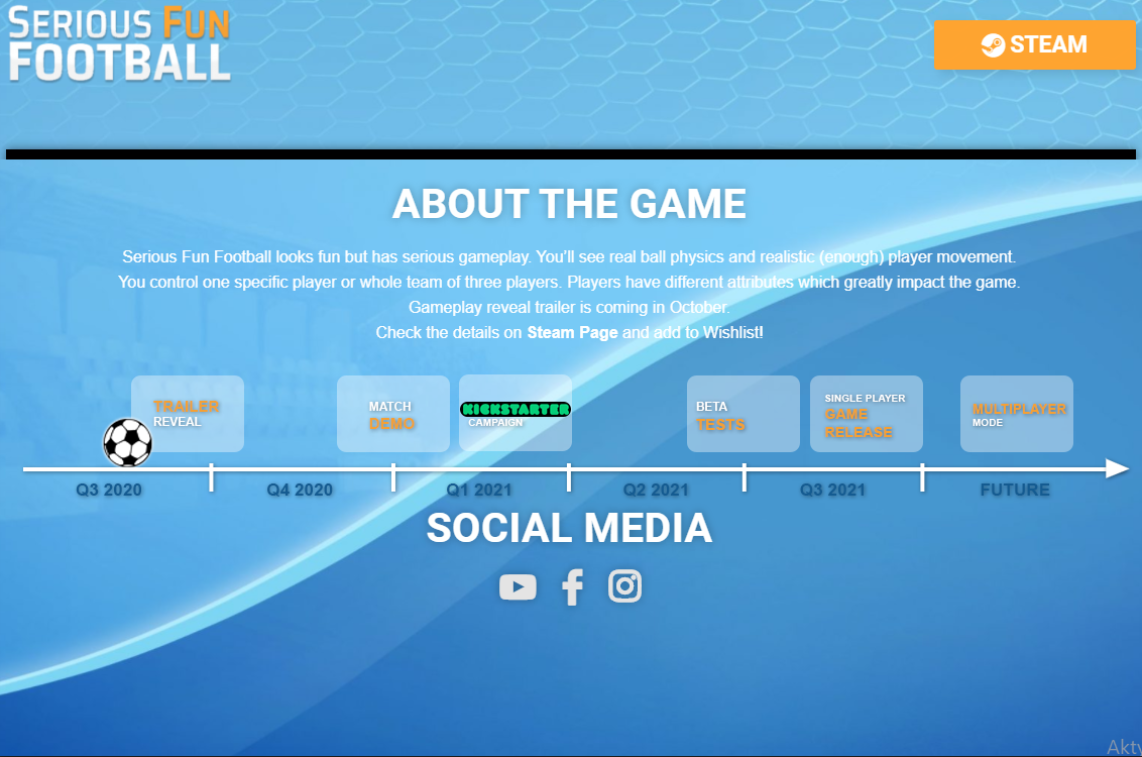 SERIOUS FUN
FOOTBALL
STEAM
ABOUT THE GAME
Serious Fun Football looks fun but has serious gameplay. You'll see real ball physics and realistic (enough) player movement.
You control one specific player or whole team of three players. Players have different attributes which greatly impact the game.
Gameplay reveal trailer is coming in October.
Check the details on Steam Page and add to Wishlist!
TRAILER
REVEAL
MATCH
DEMO
KICKSTARTER
CAMPAIGN
BETA
TESTS
SINGLE PLAYER
GAME
RELEASE
MULTIPLAYER
MODE
Q3 2020
Q4 2020
Q1 2021
Q2 2021
Q3 2021
FUTURE
SOCIAL MEDIA